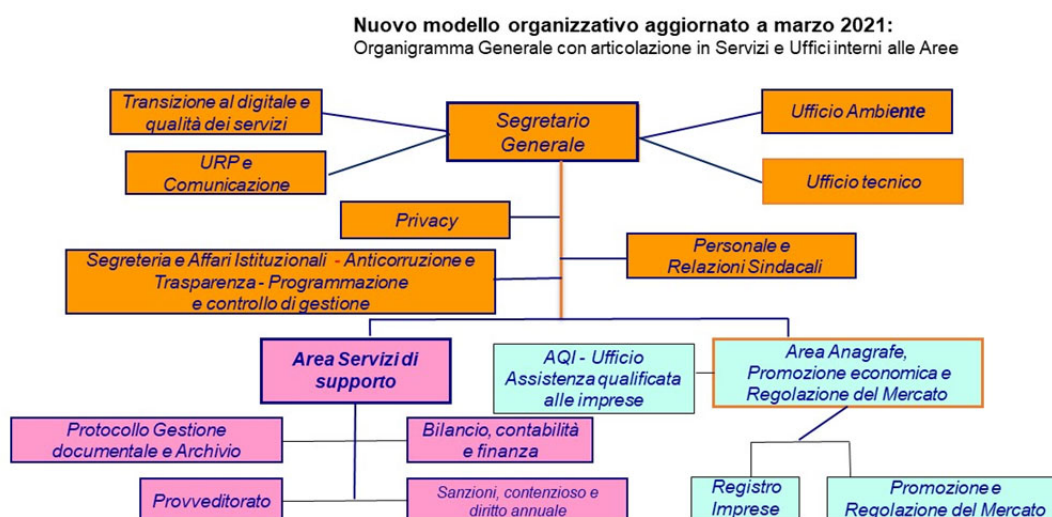 Nuovo modello organizzativo aggiornato a marzo 2021:
Organigramma Generale con articolazione in Servizi e Uffici interni alle Aree
Transizione al digitale e
qualità dei servizi
Segretario
Generale
Ufficio Ambiente
URP e
Comunicazione
Ufficio tecnico
Privacy
Personale e
Relazioni Sindacali
Segreteria e Affari Istituzionali - Anticorruzione e
Trasparenza - Programmazione
e controllo di gestione
Area Servizi di
supporto
AQI - Ufficio
Assistenza qualificata
alle imprese
Area Anagrafe,
Promozione economica e
Regolazione del Mercato
Protocollo Gestione
documentale e Archivio
Bilancio, contabilità
e finanza
Provveditorato
Sanzioni, contenzioso e
diritto annuale
Registro
Imprese
Promozione e
Regolazione del Mercato